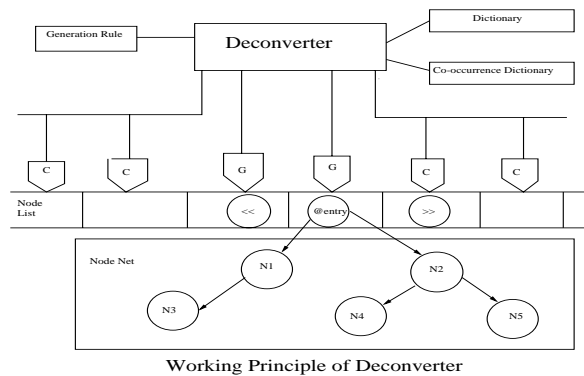 Dictionary
Generation Rule
Deconverter
Co-occurrence Dictionary
C
C
G
G
C
C
Node
List
<<
@entry
>>
Node Net
N1
N2
N3
N4
N5
Working Principle of Deconverter